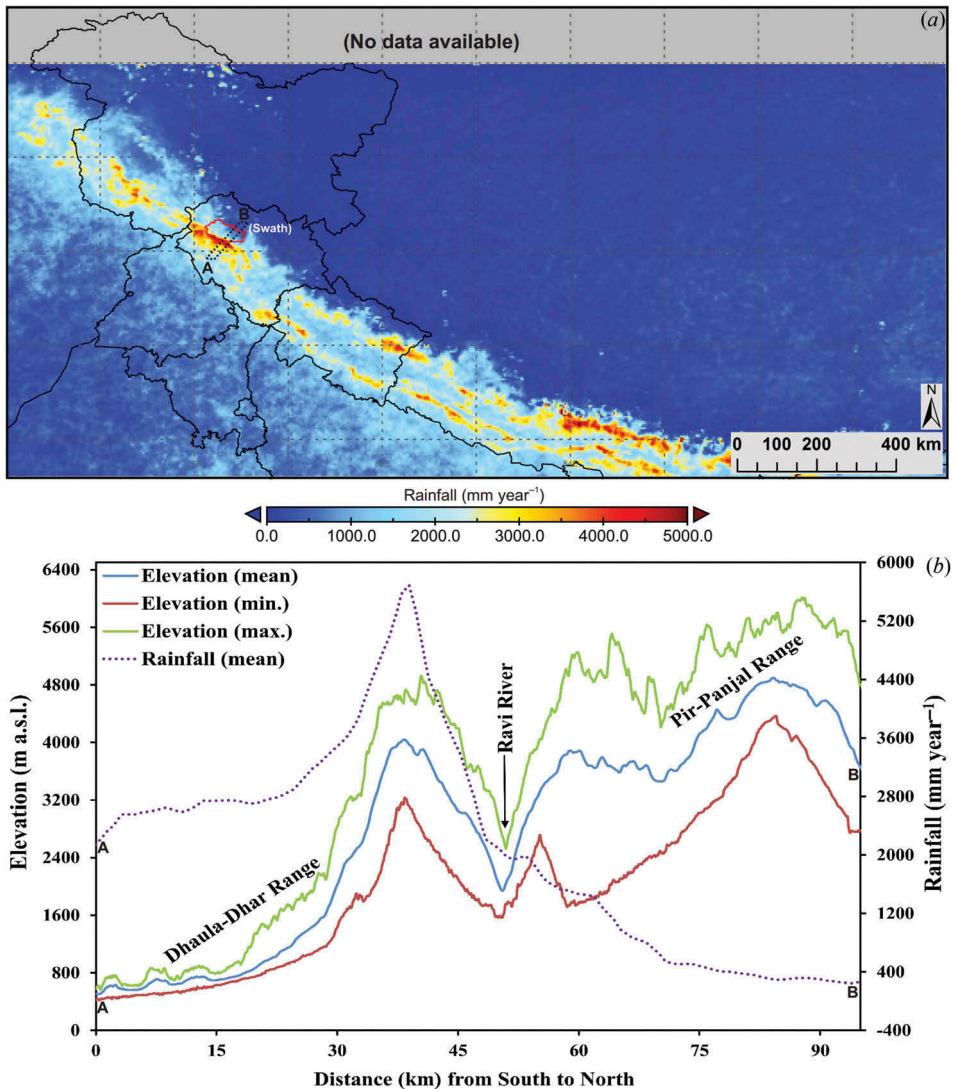 (a)
(No data available)
B
(Swath)
A
N
0 100 200 400 km
Rainfall (mm year⁻¹)
0.0 1000.0 2000.0 3000.0 4000.0 5000.0
(b)
Elevation (mean)
Elevation (min.)
Elevation (max.)
Rainfall (mean)
Elevation (m a.s.l.)
6400
5600
4800
4000
3200
2400
1600
800
0
Rainfall (mm year⁻¹)
6000
5200
4400
3600
2800
2000
1200
400
-400
Dhaula-Dhar Range
Ravi River
Pir-Panjal Range
A
B
A
B
0 15 30 45 60 75 90
Distance (km) from South to North